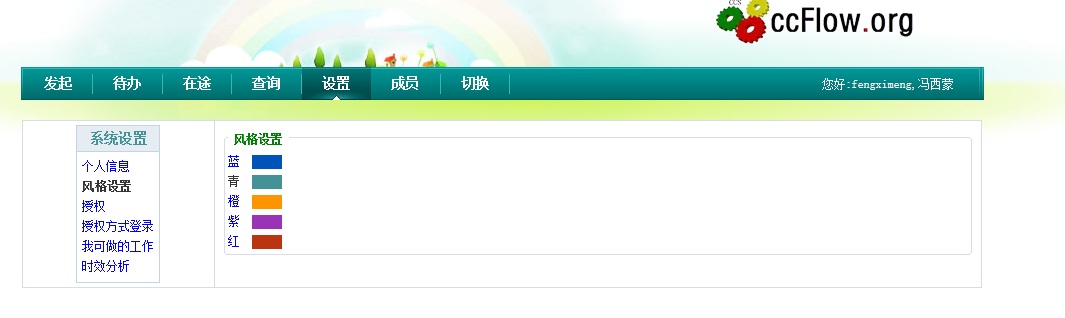 CCS
ccFlow.org
发起 待办 在途 查询 设置 成员 切换 您好:fengximeng,冯西蒙
系统设置
个人信息
风格设置
授权
授权方式登录
我可做的工作
时效分析
风格设置
蓝
青
橙
紫
红